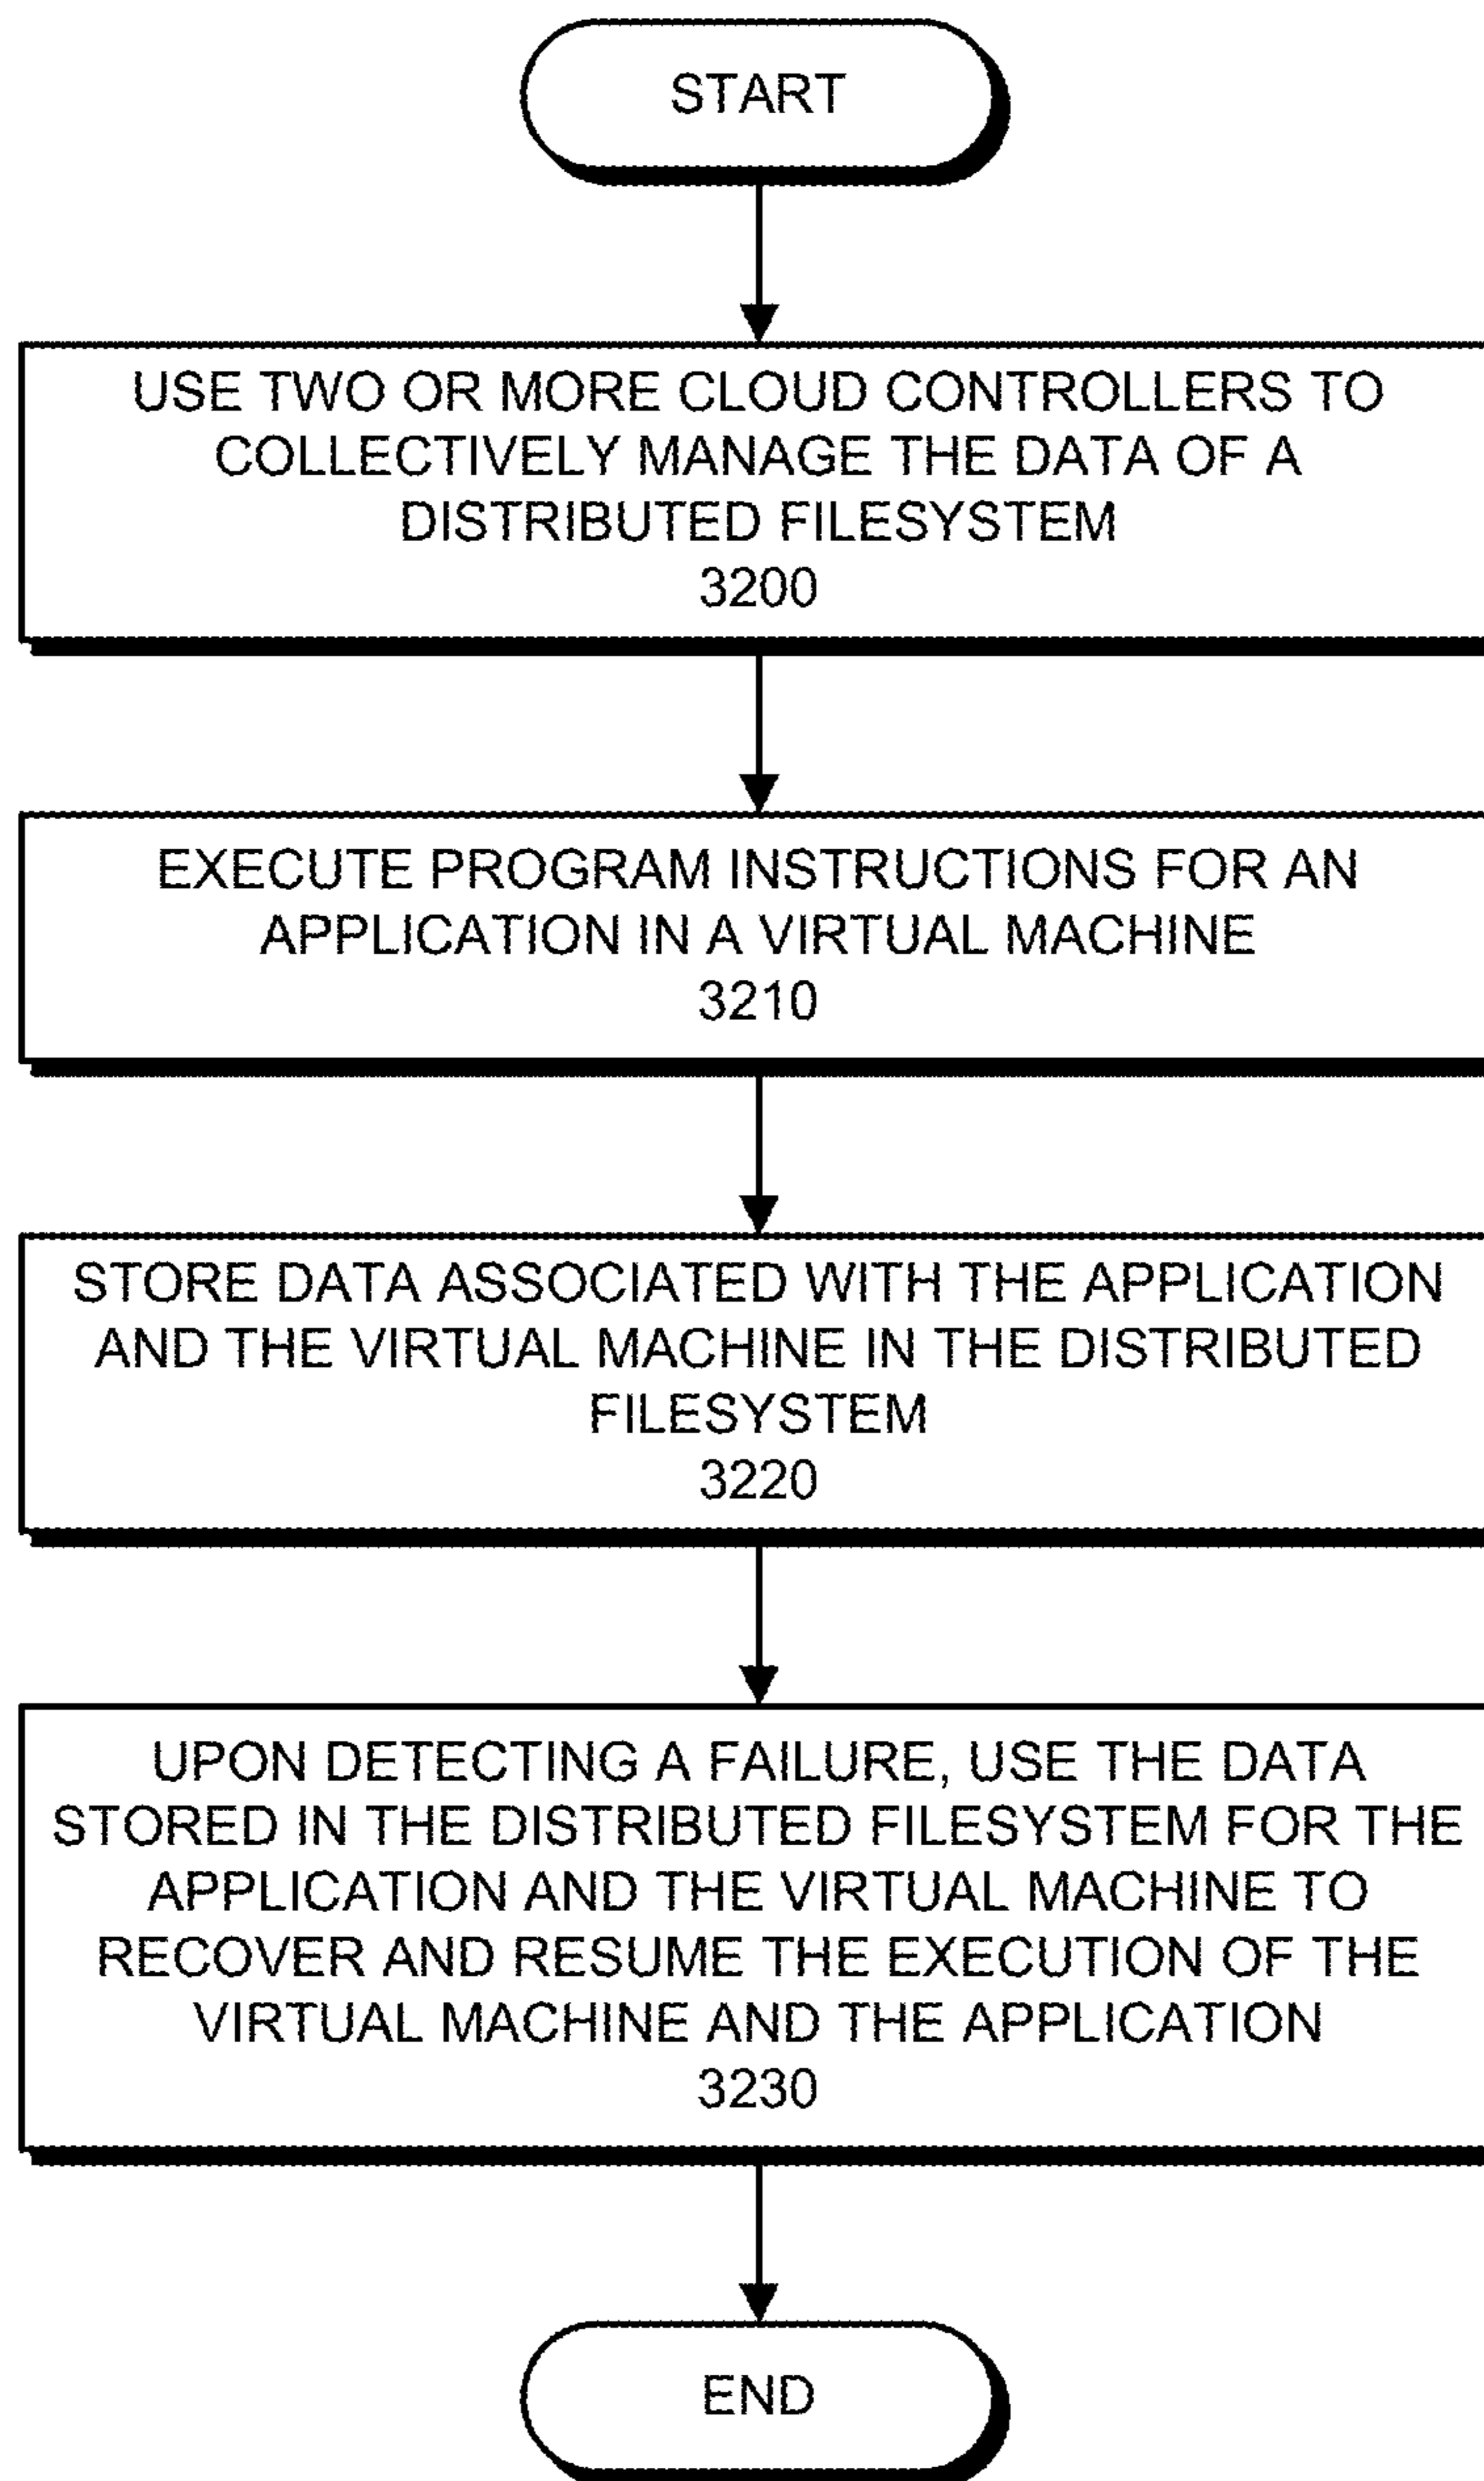 START
USE TWO OR MORE CLOUD CONTROLLERS TO
COLLECTIVELY MANAGE THE DATA OF A
DISTRIBUTED FILESYSTEM
3200
EXECUTE PROGRAM INSTRUCTIONS FOR AN
APPLICATION IN A VIRTUAL MACHINE
3210
STORE DATA ASSOCIATED WITH THE APPLICATION
AND THE VIRTUAL MACHINE IN THE DISTRIBUTED
FILESYSTEM
3220
UPON DETECTING A FAILURE, USE THE DATA
STORED IN THE DISTRIBUTED FILESYSTEM FOR THE
APPLICATION AND THE VIRTUAL MACHINE TO
RECOVER AND RESUME THE EXECUTION OF THE
VIRTUAL MACHINE AND THE APPLICATION
3230
END